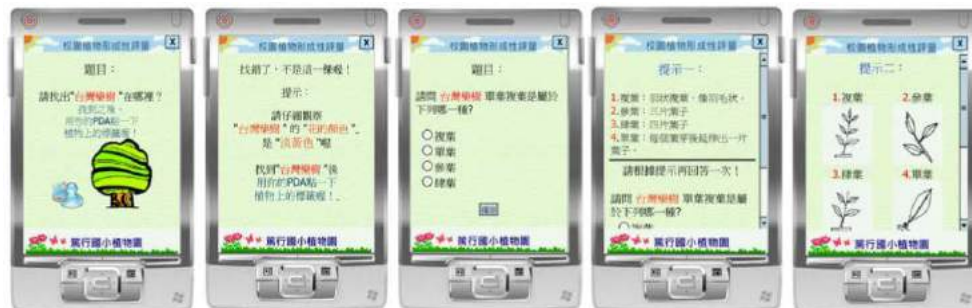 校園植物形成性評量 X
題目：
請找出"台灣欒樹"在哪裡？
找到之後，
用你的PDA點一下
植物上的標籤喔！
篤行國小植物園
校園植物形成性評量 X
找錯了，不是這一棵喔！
提示：
請仔細觀察
"台灣欒樹"的"花的顏色"
是"淡黃色"喔
找到"台灣欒樹"後
用你的PDA點一下
植物上的標籤喔！
篤行國小植物園
校園植物形成性評量 X
題目：
請問 台灣欒樹 單葉複葉是屬
於下列哪一種?
複葉
單葉
參葉
肆葉
篤行國小植物園
校園植物形成性評量 X
提示一：
1.複葉：羽狀複葉，像羽毛狀。
2.參葉：三片葉子
3.肆葉：四片葉子
4.單葉：每個葉芽後延伸出一片
葉子。
請根據提示再回答一次！
請問 台灣欒樹 單葉複葉是屬
於下列哪一種?
複葉
篤行國小植物園
校園植物形成性評量 X
提示二：
1.複葉 2.參葉
3.肆葉 4.單葉
篤行國小植物園